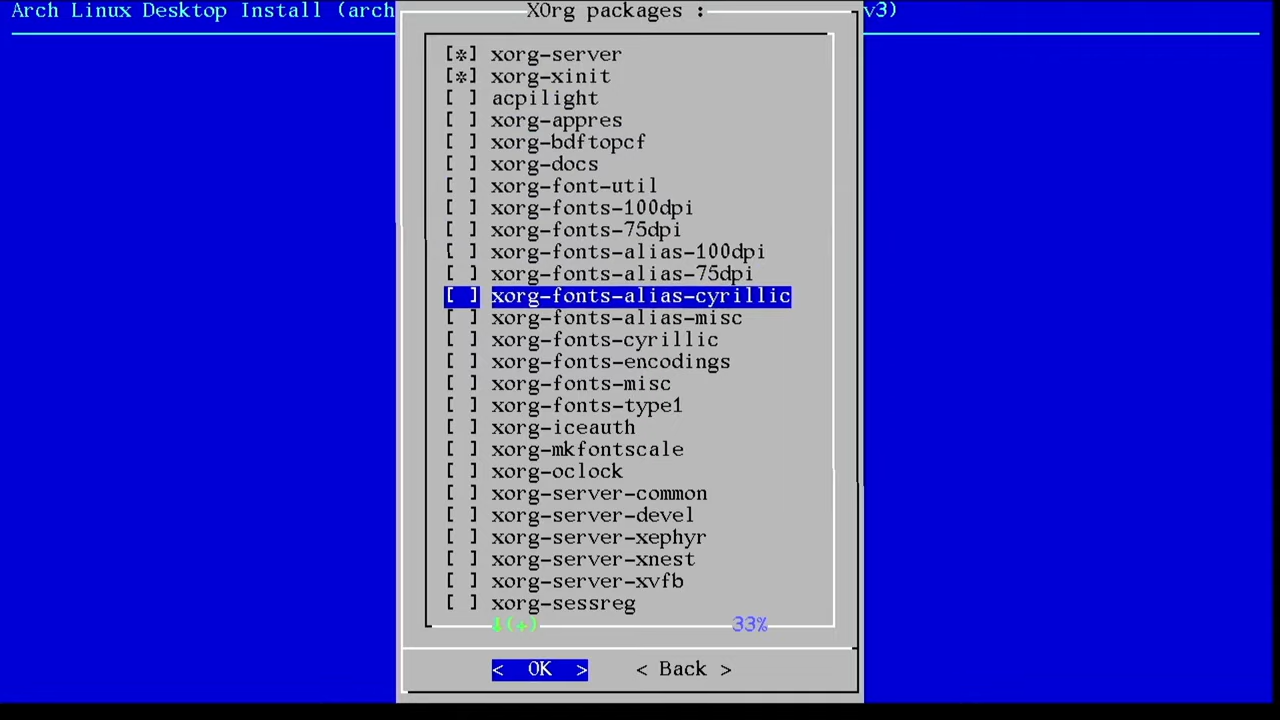 Arch Linux Desktop Install (arch
XOrg packages :
v3)
[*] xorg-server
[*] xorg-xinit
[ ] acpilight
[ ] xorg-appres
[ ] xorg-bdftopcf
[ ] xorg-docs
[ ] xorg-font-util
[ ] xorg-fonts-100dpi
[ ] xorg-fonts-75dpi
[ ] xorg-fonts-alias-100dpi
[ ] xorg-fonts-alias-75dpi
[ ] xorg-fonts-alias-cyrillic
[ ] xorg-fonts-alias-misc
[ ] xorg-fonts-cyrillic
[ ] xorg-fonts-encodings
[ ] xorg-fonts-misc
[ ] xorg-fonts-type1
[ ] xorg-iceauth
[ ] xorg-mkfontscale
[ ] xorg-oclock
[ ] xorg-server-common
[ ] xorg-server-devel
[ ] xorg-server-xephyr
[ ] xorg-server-xnest
[ ] xorg-server-xvfb
[ ] xorg-sessreg
↓(+) 33%
< OK > < Back >